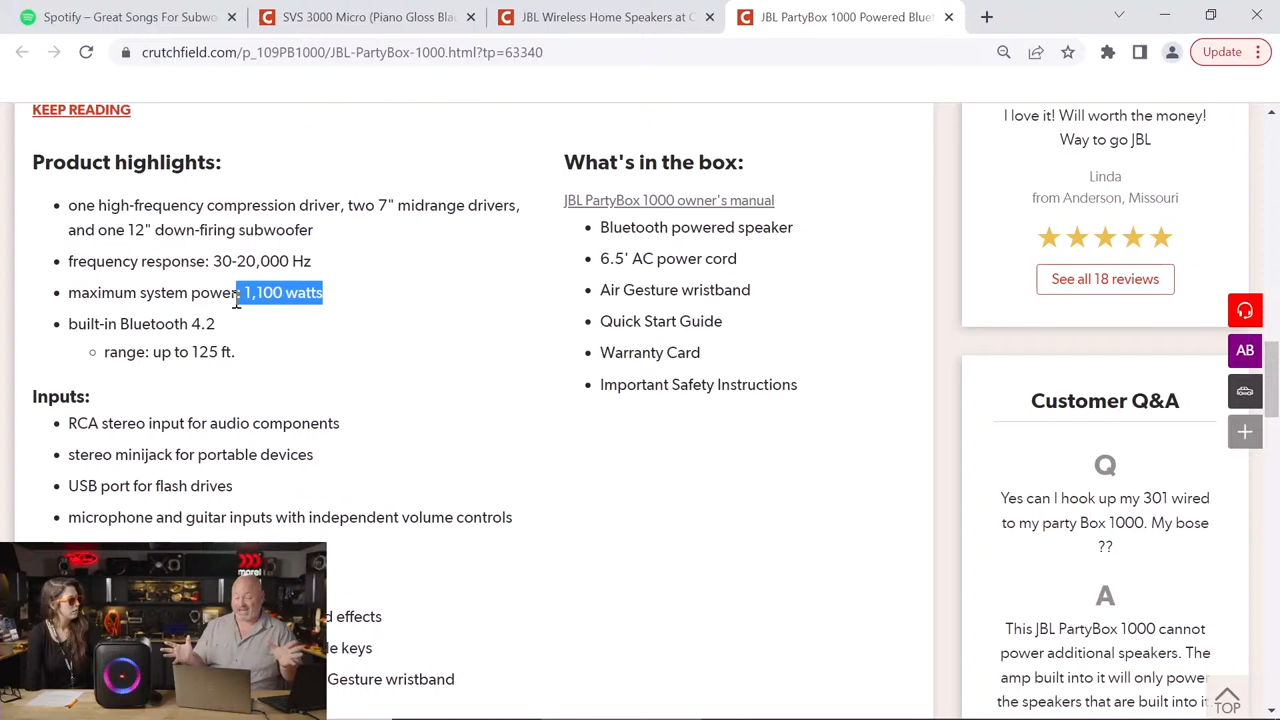 Spotify - Great Songs For Subwo
SVS 3000 Micro (Piano Gloss Bla
JBL Wireless Home Speakers at C
JBL PartyBox 1000 Powered Blue
crutchfield.com/p_109PB1000/JBL-PartyBox-1000.html?tp=63340
Update
KEEP READING
Product highlights:
one high-frequency compression driver, two 7" midrange drivers,
and one 12" down-firing subwoofer
frequency response: 30-20,000 Hz
maximum system power: 1,100 watts
built-in Bluetooth 4.2
range: up to 125 ft.
Inputs:
RCA stereo input for audio components
stereo minijack for portable devices
USB port for flash drives
microphone and guitar inputs with independent volume controls
d effects
le keys
Gesture wristband
What's in the box:
JBL PartyBox 1000 owner's manual
Bluetooth powered speaker
6.5' AC power cord
Air Gesture wristband
Quick Start Guide
Warranty Card
Important Safety Instructions
I love it! Will worth the money!
Way to go JBL
Linda
from Anderson, Missouri
See all 18 reviews
AB
Customer Q&A
Q
Yes can I hook up my 301 wired
to my party Box 1000. My bose
??
A
This JBL PartyBox 1000 cannot
power additional speakers. The
amp built into it will only power
the speakers that are built into it.
TOP
morel